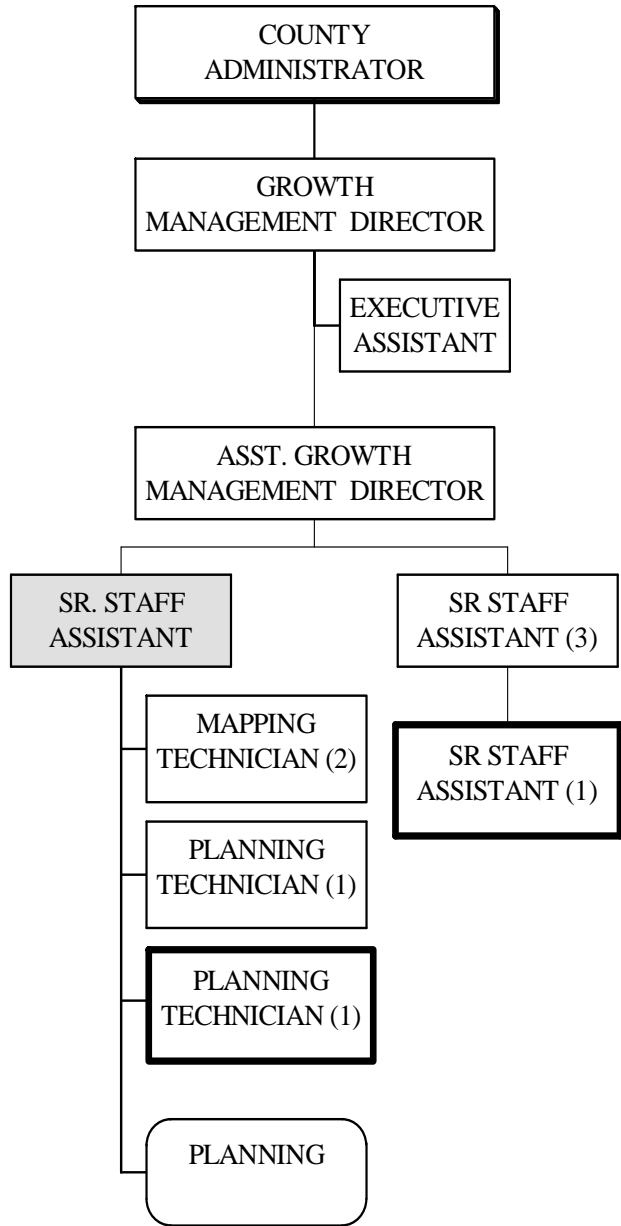 COUNTY
ADMINISTRATOR
GROWTH
MANAGEMENT DIRECTOR
EXECUTIVE
ASSISTANT
ASST. GROWTH
MANAGEMENT DIRECTOR
SR. STAFF
ASSISTANT
SR STAFF
ASSISTANT (3)
MAPPING
TECHNICIAN (2)
SR STAFF
ASSISTANT (1)
PLANNING
TECHNICIAN (1)
PLANNING
TECHNICIAN (1)
PLANNING